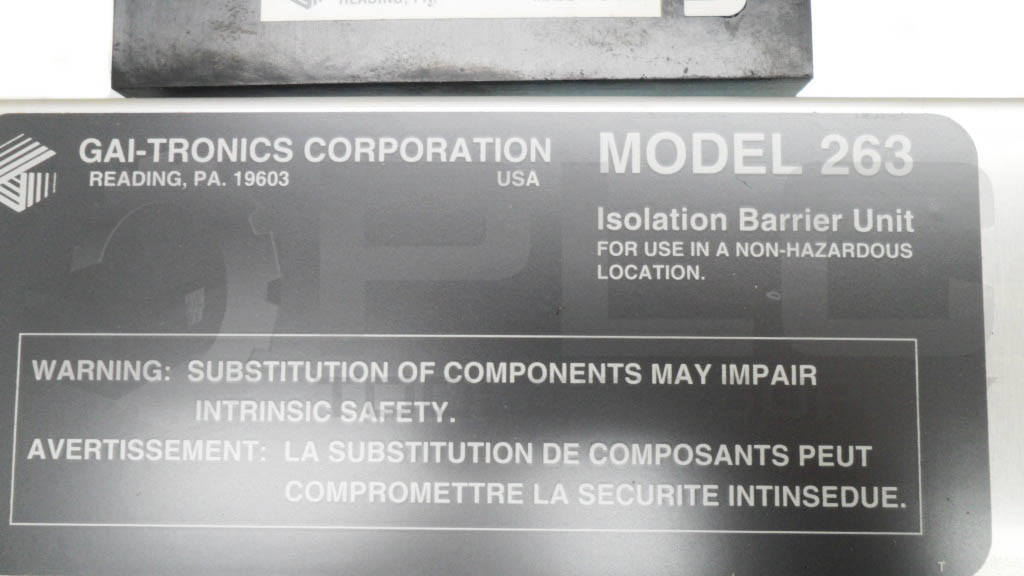 GAI-TRONICS CORPORATION
READING, PA. 19603 USA
MODEL 263
Isolation Barrier Unit
FOR USE IN A NON-HAZARDOUS
LOCATION.
WARNING: SUBSTITUTION OF COMPONENTS MAY IMPAIR
INTRINSIC SAFETY.
AVERTISSEMENT: LA SUBSTITUTION DE COMPOSANTS PEUT
COMPROMETTRE LA SECURITE INTINSEDUE.
T